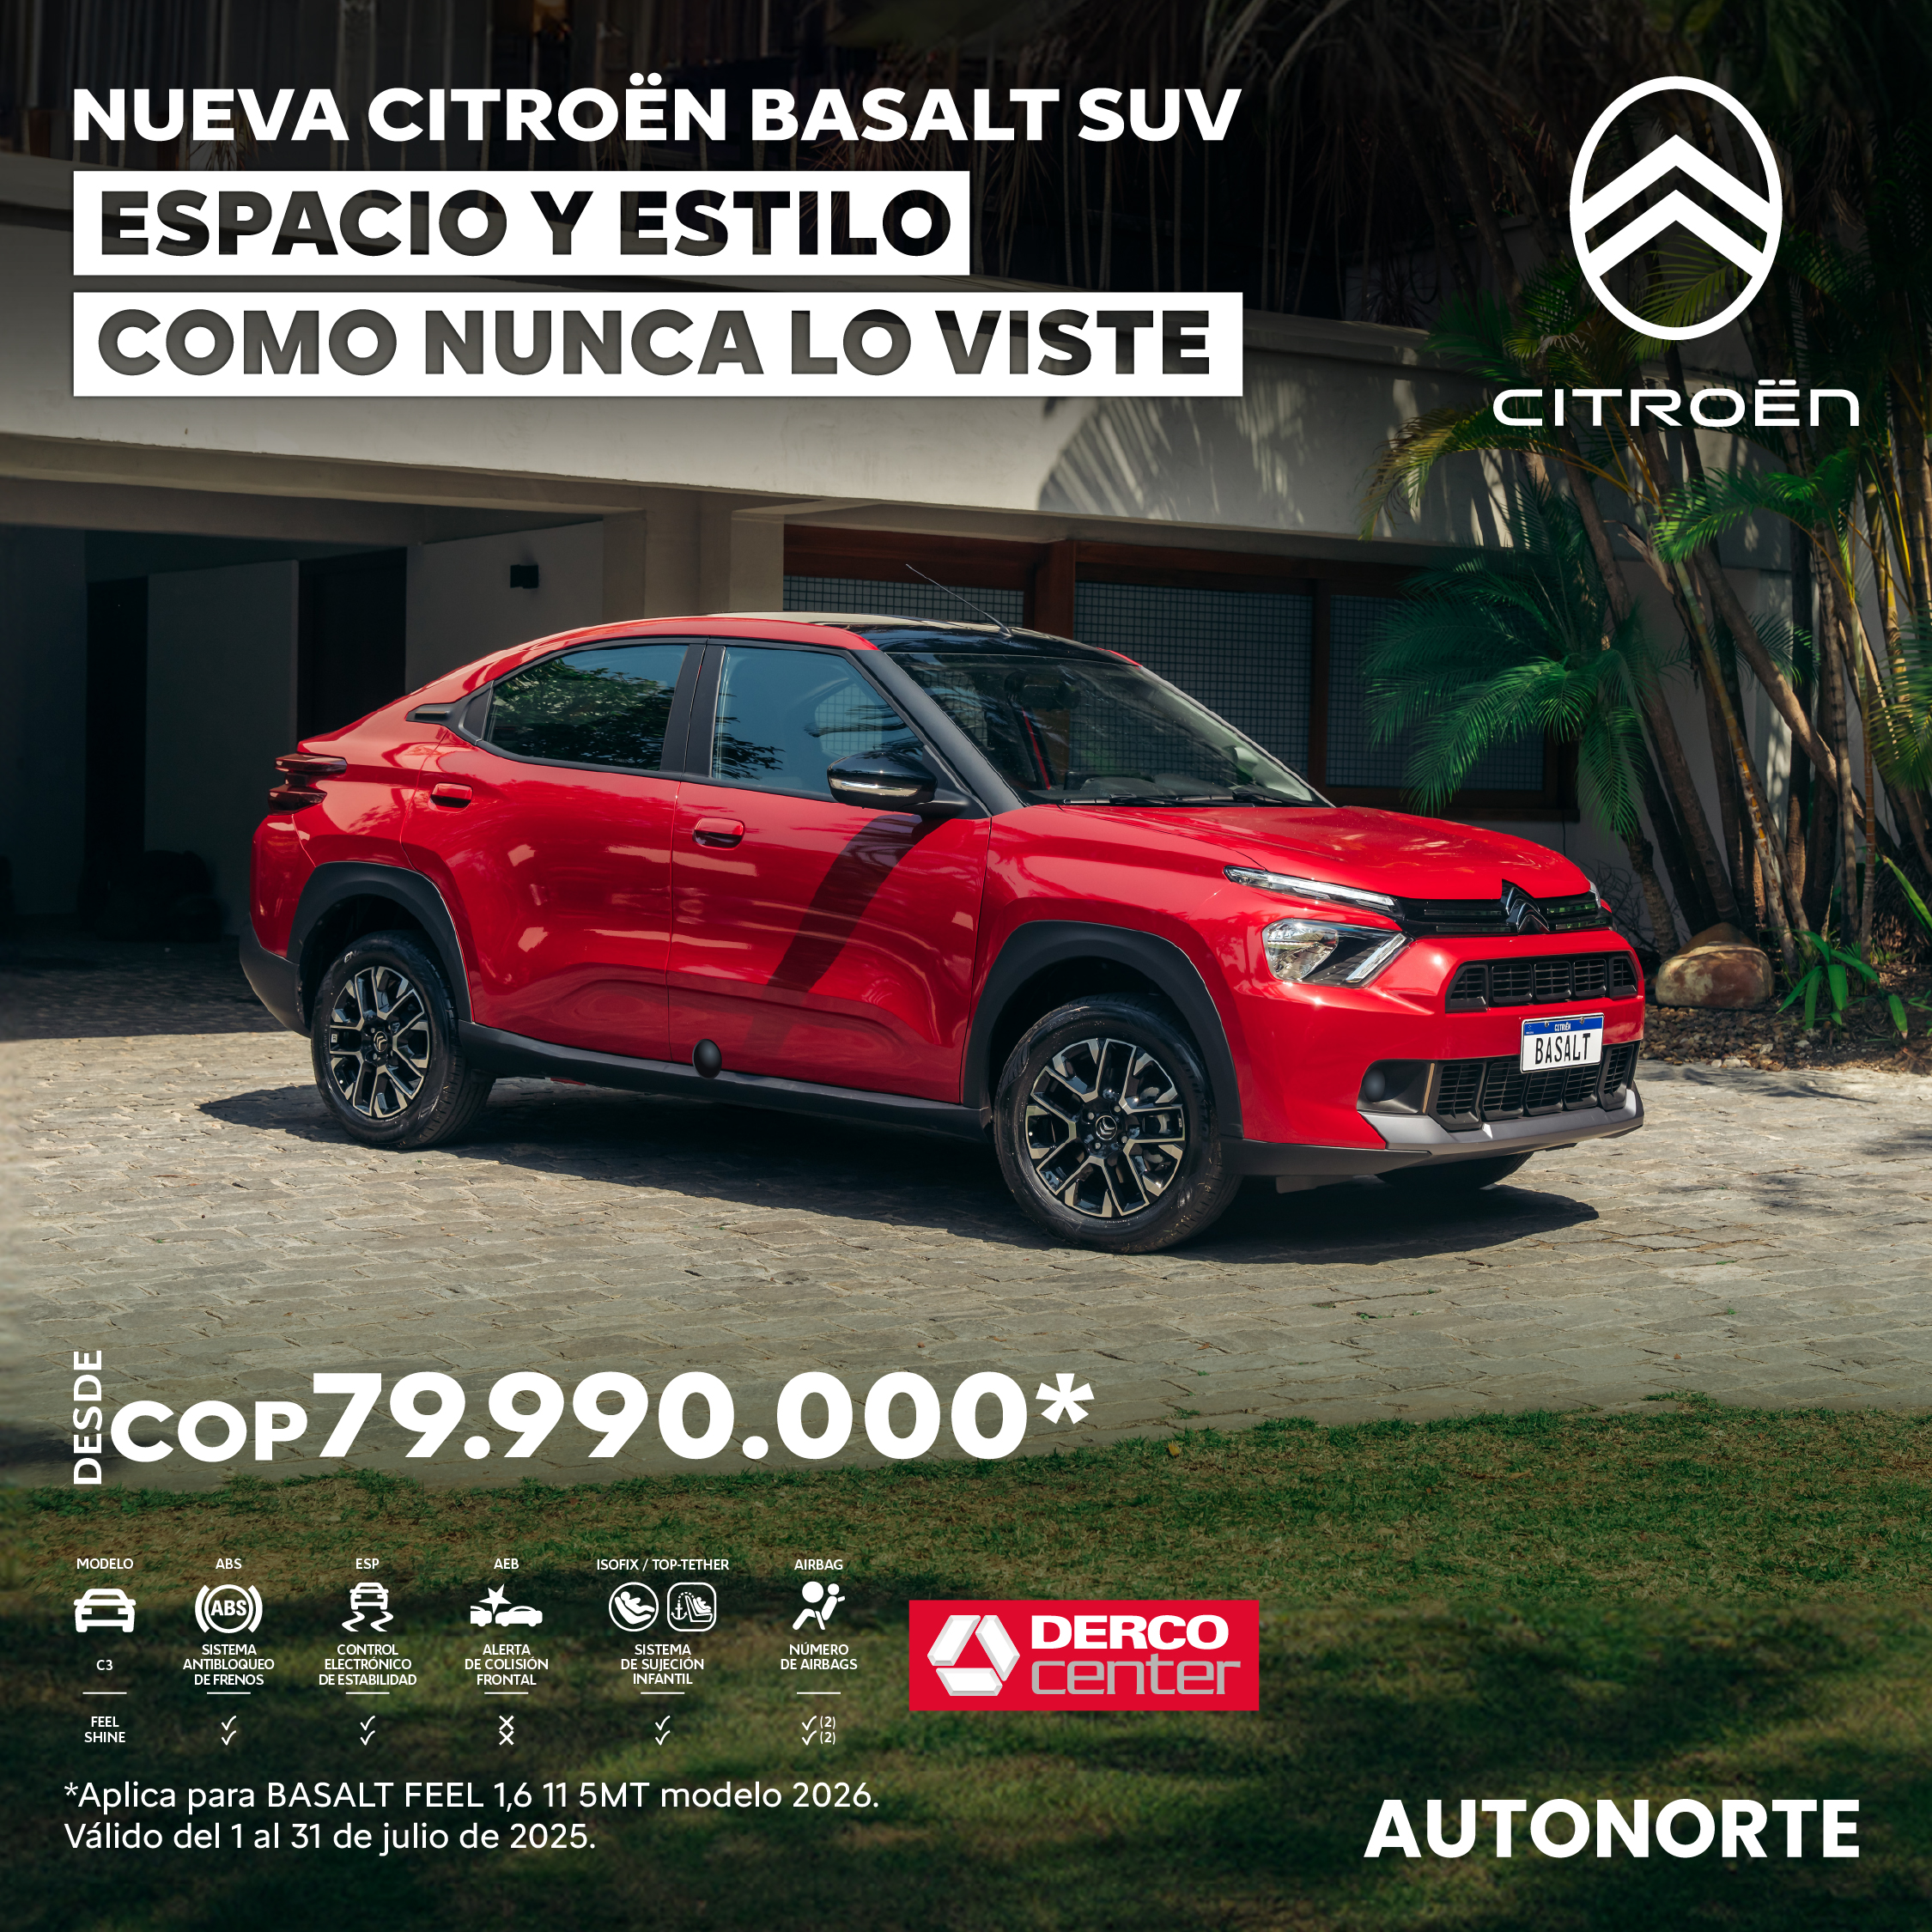 NUEVA CITROËN BASALT SUV
ESPACIO Y ESTILO
COMO NUNCA LO VISTE
CITROËN
CITROËN
BASALT
DESDE
COP79.990.000*
MODELO
C3
FEEL
SHINE
ABS
ABS
SISTEMA
ANTIBLOQUEO
DE FRENOS
✓
✓
ESP
CONTROL
ELECTRÓNICO
DE ESTABILIDAD
✓
✓
AEB
ALERTA
DE COLISIÓN
FRONTAL
X
X
ISOFIX / TOP-TETHER
SISTEMA
DE SUJECIÓN
INFANTIL
✓
✓
AIRBAG
NÚMERO
DE AIRBAGS
✓(2)
✓(2)
DERCO
center
*Aplica para BASALT FEEL 1,6 11 5MT modelo 2026.
Válido del 1 al 31 de julio de 2025.
AUTONORTE